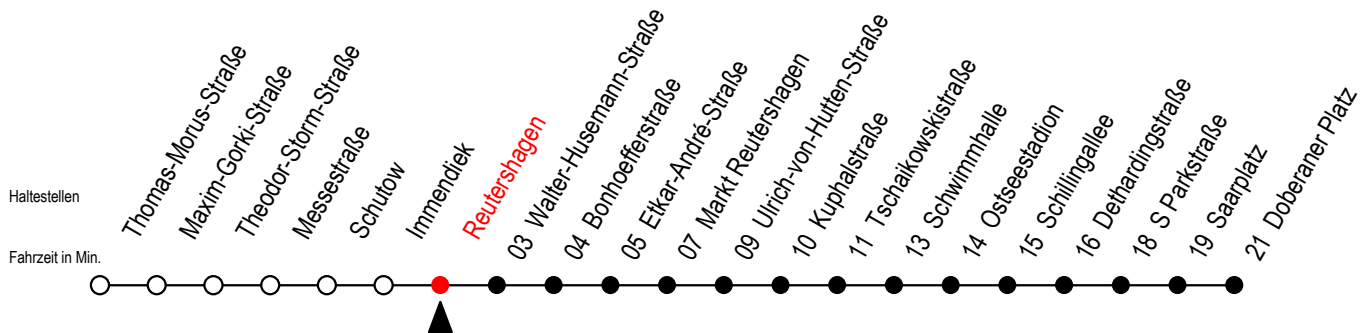 Haltestellen
Fahrzeit in Min.
Thomas-Morus-Straße
Maxim-Gorki-Straße
Theodor-Storm-Straße
Messestraße
Schutow
Immendiek
Reutershagen
03 Walter-Husemann-Straße
04 Bonhoefferstraße
05 Etkar-André-Straße
07 Markt Reutershagen
09 Ulrich-von-Hutten-Straße
10 Kuphalstraße
11 Tschaikowskistraße
13 Schwimmhalle
14 Ostseestadion
15 Schillingallee
16 Dethardingstraße
18 S Parkstraße
19 Saarplatz
21 Doberaner Platz